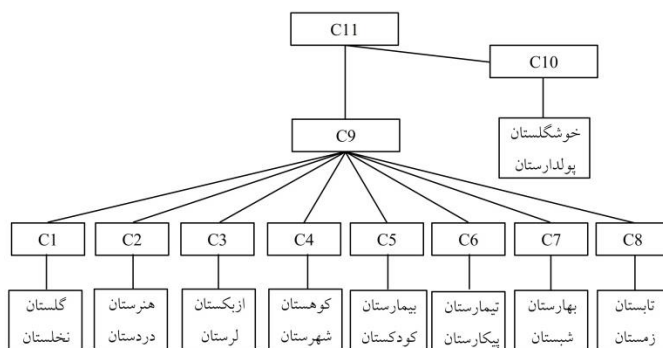 C11
C10
خوشگلستان
پولدارستان
C9
C1
C2
C3
C4
C5
C6
C7
C8
گلستان
نخلستان
هنرستان
دردستان
ازبکستان
لرستان
کوهستان
شهرستان
بیمارستان
کودکستان
تیمارستان
پیکارستان
بهارستان
شبستان
تابستان
زمستان